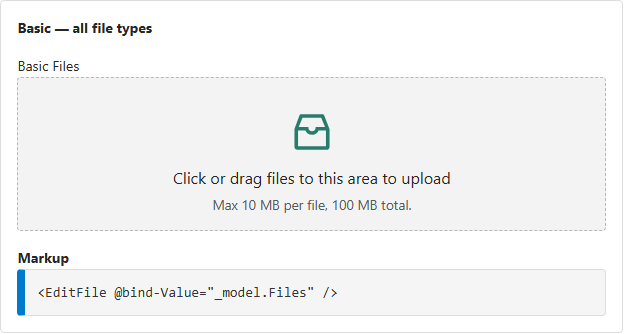 Basic — all file types
Basic Files
Click or drag files to this area to upload
Max 10 MB per file, 100 MB total.
Markup
<EditFile @bind-Value="_model.Files" />